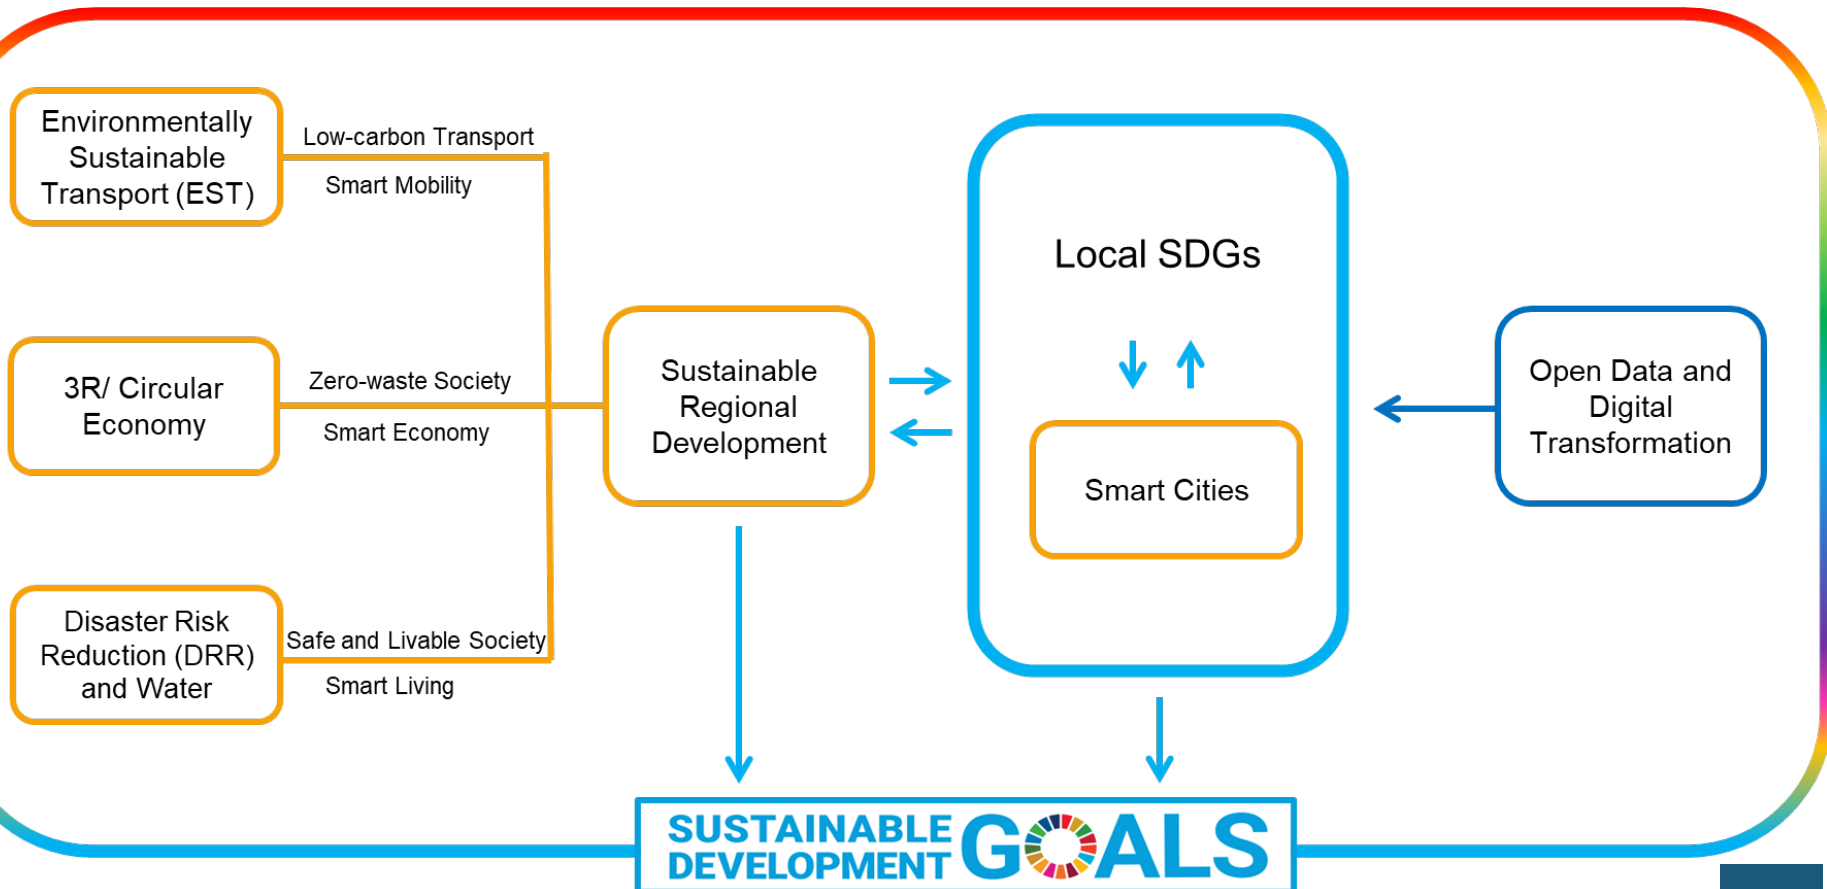 Environmentally
Sustainable
Transport (EST)
Low-carbon Transport
Smart Mobility
3R/ Circular
Economy
Zero-waste Society
Smart Economy
Disaster Risk
Reduction (DRR)
and Water
Safe and Livable Society
Smart Living
Sustainable
Regional
Development
Local SDGs
Smart Cities
Open Data and
Digital
Transformation
SUSTAINABLE
DEVELOPMENT
GOALS